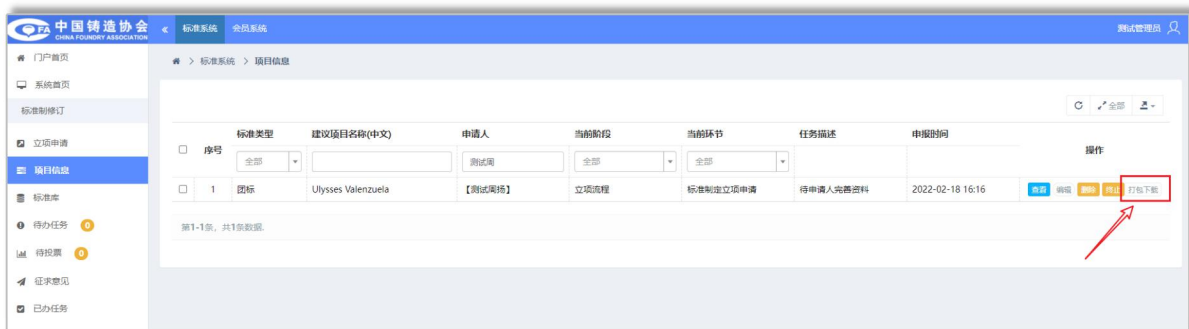 FA 中国铸造协会
CHINA FOUNDRY ASSOCIATION
« 标准系统 会员系统
测试管理员
门户首页
> 标准系统 > 项目信息
系统首页
标准制修订
全部
立项申请
序号 标准类型 建议项目名称(中文) 申请人 当前阶段 当前环节 任务描述 申报时间 操作
全部 测试周 全部 全部
项目信息
1 团标 Ulysses Valenzuela 【测试周扬】 立项流程 标准制定立项申请 待申请人完善资料 2022-02-18 16:16 查看 编辑 删除 终止 打包下载
标准库
待办任务 0
第1-1条，共1条数据.
待投票 0
征求意见
已办任务